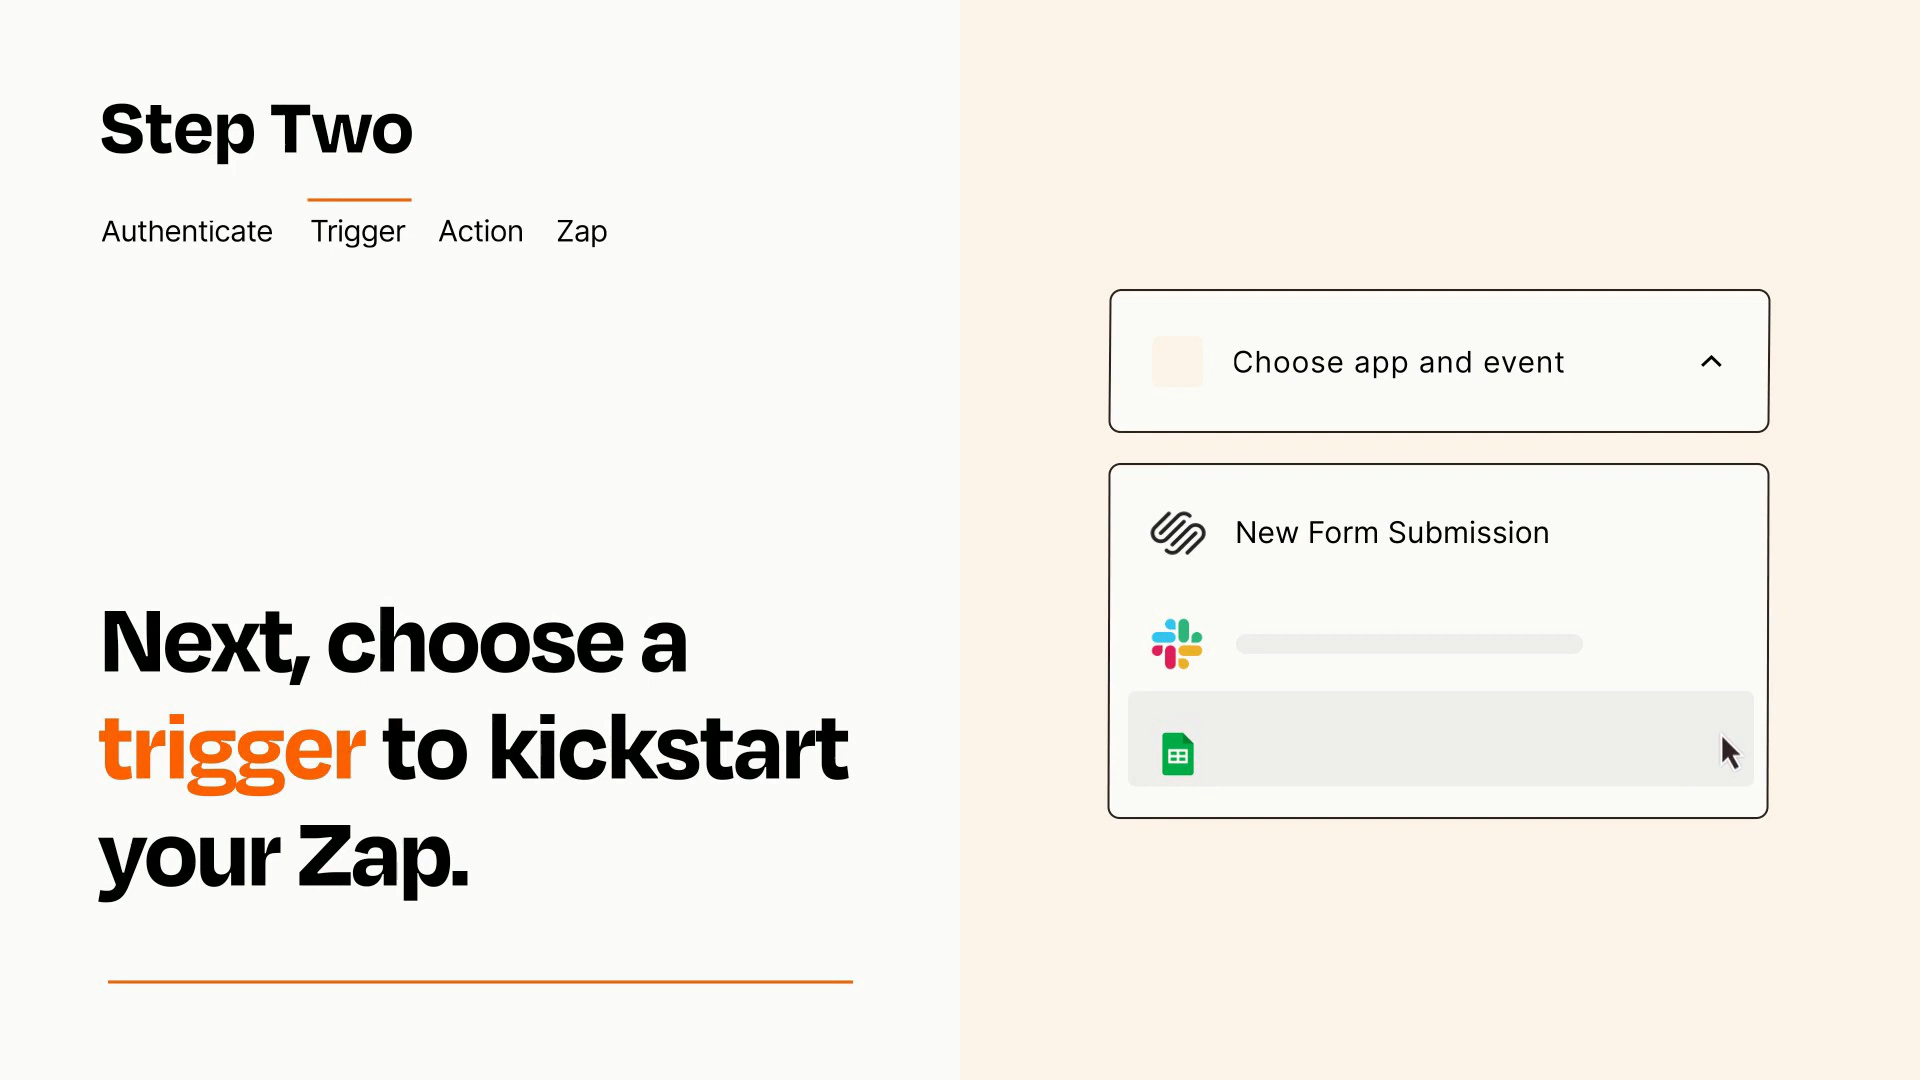 Step Two
Authenticate Trigger Action Zap
Next, choose a
trigger to kickstart
your Zap.
Choose app and event
New Form Submission